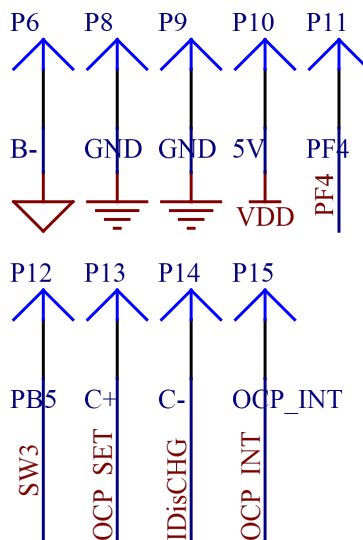 P6 P8 P9 P10 P11
B- GND GND 5V PF4
VDD PF4
P12 P13 P14 P15
PB5 C+ C- OCP_INT
SW3 OCP_SET IDisCHG OCP_INT